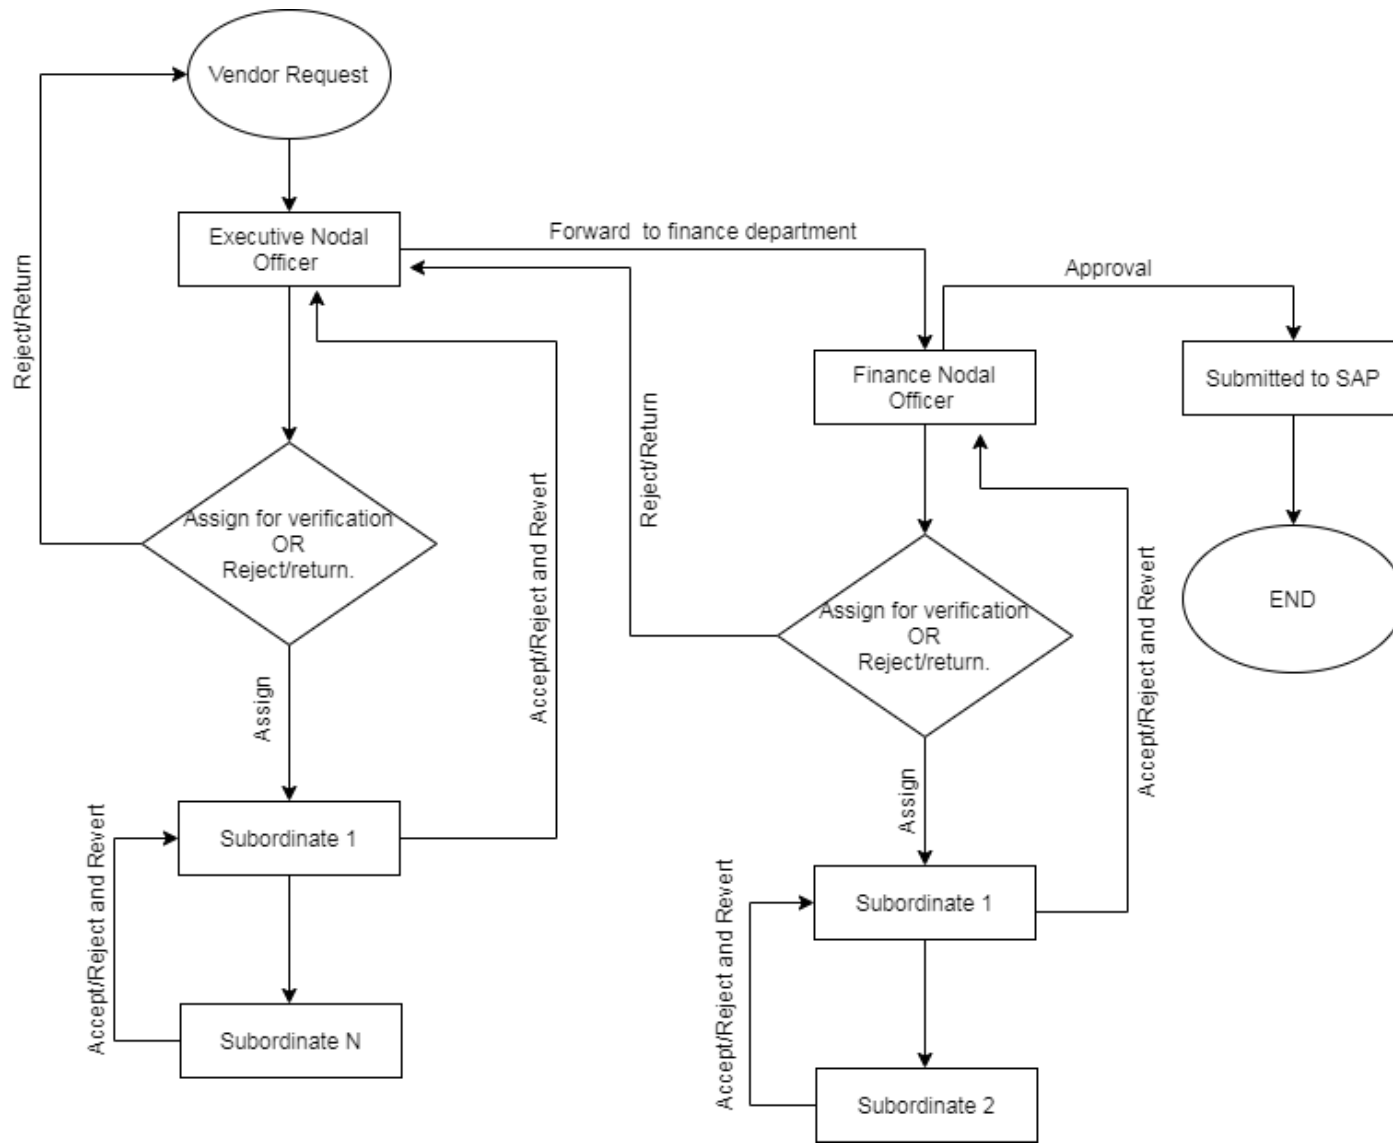 Vendor Request
Executive Nodal
Officer
Forward  to finance department
Approval
Reject/Return
Finance Nodal
Officer
Submitted to SAP
Reject/Return
Accept/Reject and Revert
Assign for verification
OR
Reject/return.
Accept/Reject and Revert
END
Assign for verification
OR
Reject/return.
Assign
Assign
Subordinate 1
Accept/Reject and Revert
Subordinate 1
Accept/Reject and Revert
Subordinate N
Subordinate 2